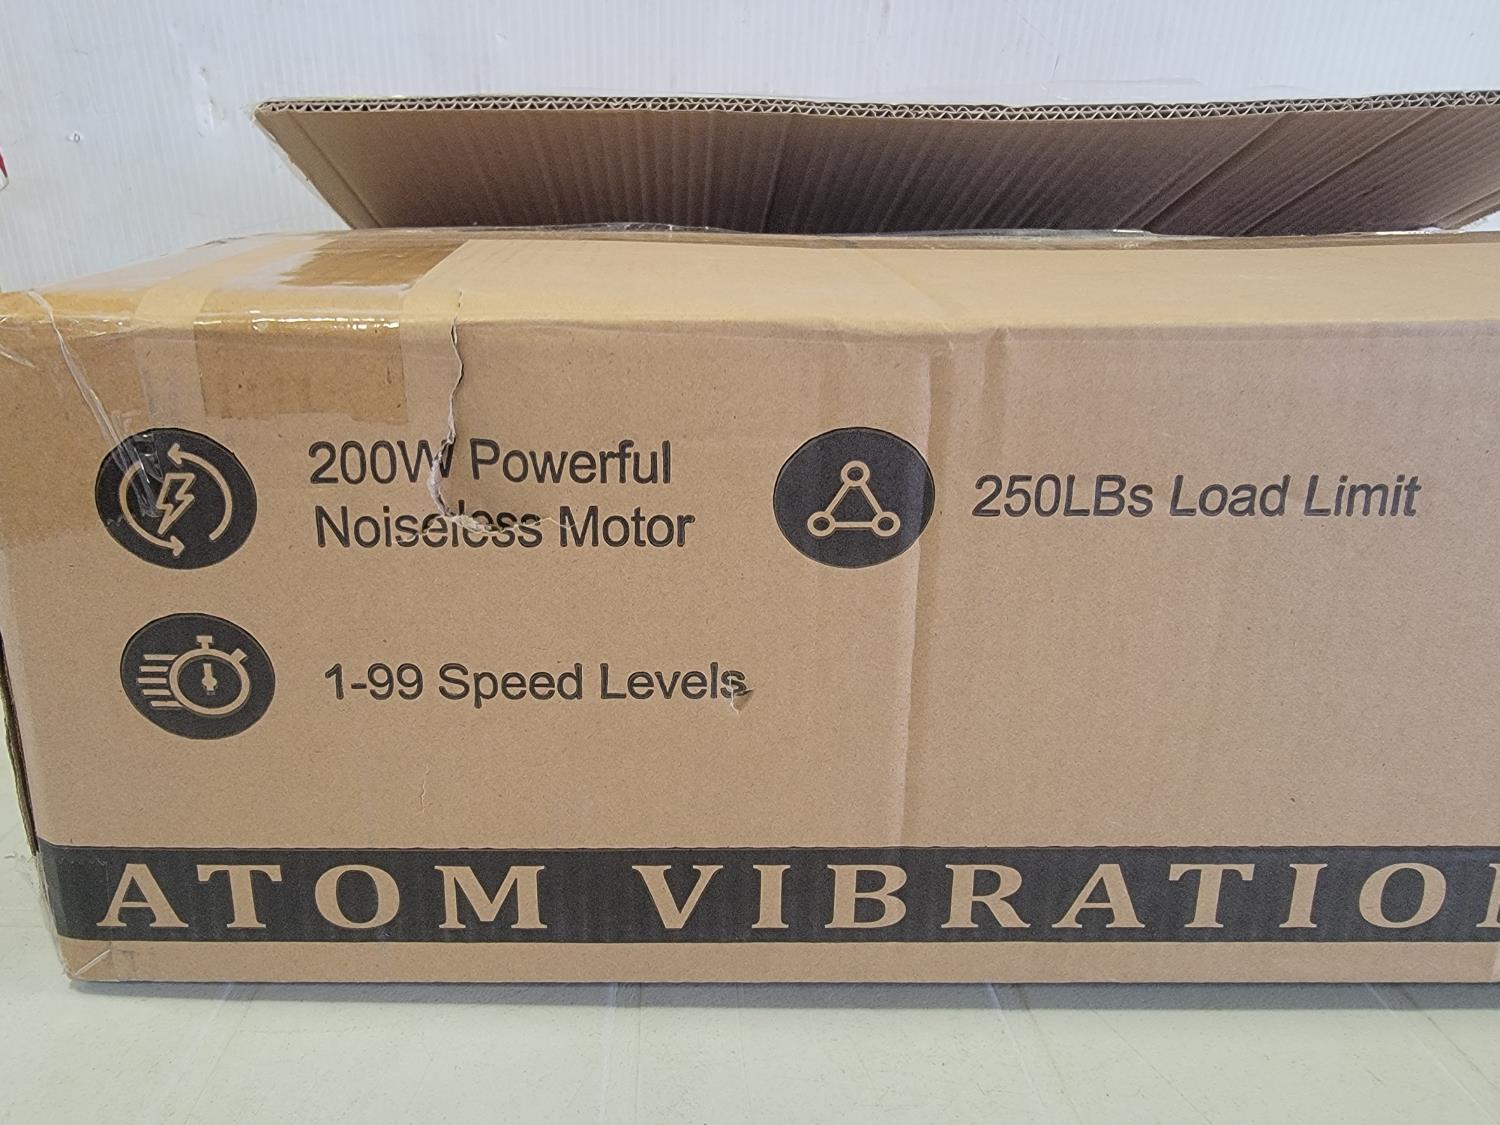 200W Powerful
Noiseless Motor
250LBs Load Limit
1-99 Speed Levels
ATOM VIBRATIO